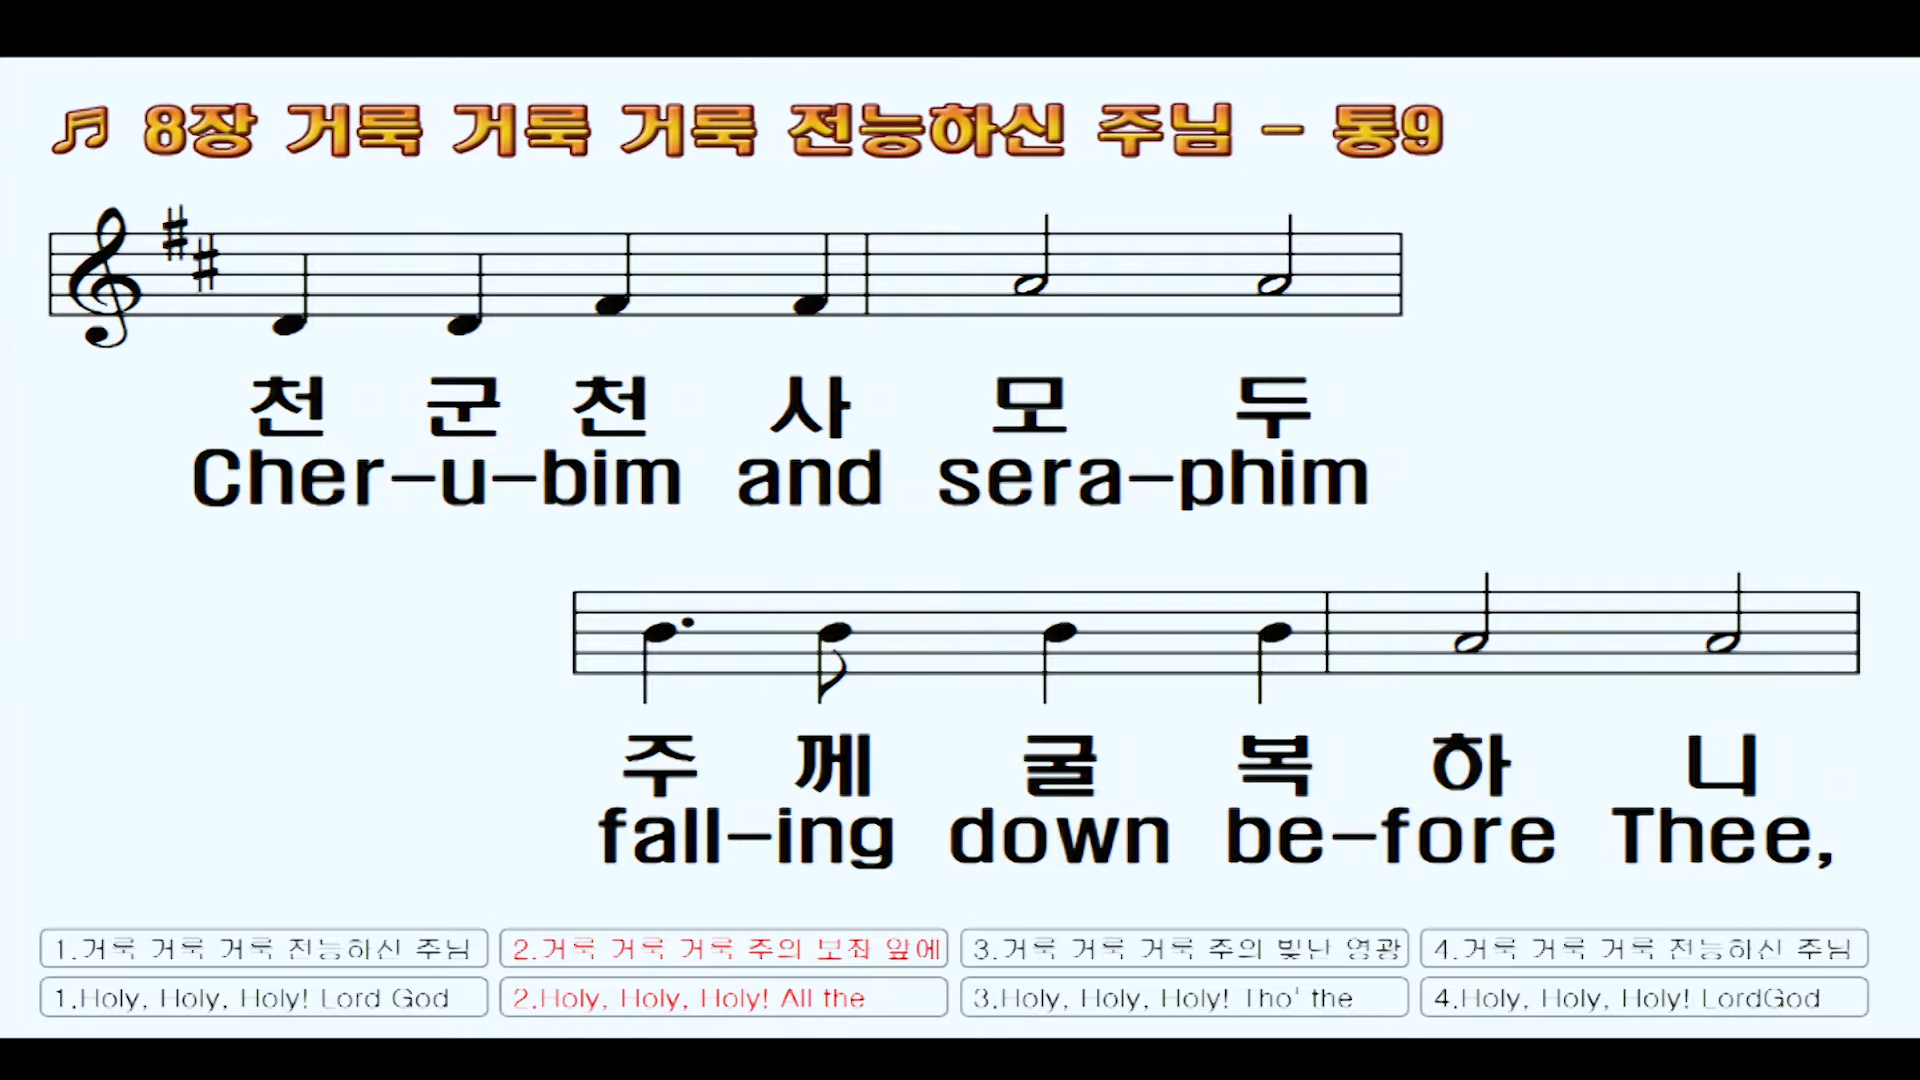 ♬ 8장 거룩 거룩 거룩 전능하신 주님 - 통9
천 군 천 사 모 두
Cher-u-bim and sera-phim
주 께 굴 복 하 니
fall-ing down be-fore Thee,
1.거룩 거룩 거룩 전능하신 주님 2.거룩 거룩 거룩 주의 보좌 앞에 3.거룩 거룩 거룩 주의 빛난 영광 4.거룩 거룩 거룩 전능하신 주님
1.Holy, Holy, Holy! Lord God 2.Holy, Holy, Holy! All the 3.Holy, Holy, Holy! Tho' the 4.Holy, Holy, Holy! LordGod